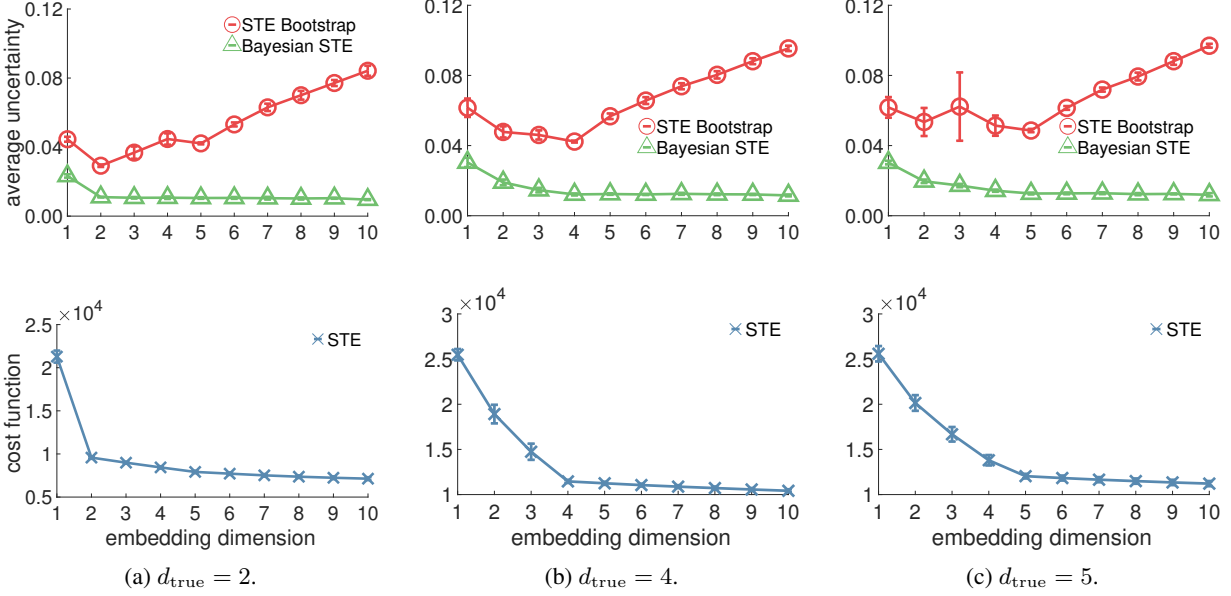 average uncertainty
0.12
0.08
0.04
0.00
STE Bootstrap
Bayesian STE
1 2 3 4 5 6 7 8 9 10
0.12
0.08
0.04
0.00
STE Bootstrap
Bayesian STE
1 2 3 4 5 6 7 8 9 10
0.12
0.08
0.04
0.00
STE Bootstrap
Bayesian STE
1 2 3 4 5 6 7 8 9 10
cost function
× 10^4
2.5
2
1.5
1
0.5
STE
1 2 3 4 5 6 7 8 9 10
embedding dimension
(a) d_true = 2.
× 10^4
3
2.5
2
1.5
1
STE
1 2 3 4 5 6 7 8 9 10
embedding dimension
(b) d_true = 4.
× 10^4
3
2.5
2
1.5
1
STE
1 2 3 4 5 6 7 8 9 10
embedding dimension
(c) d_true = 5.